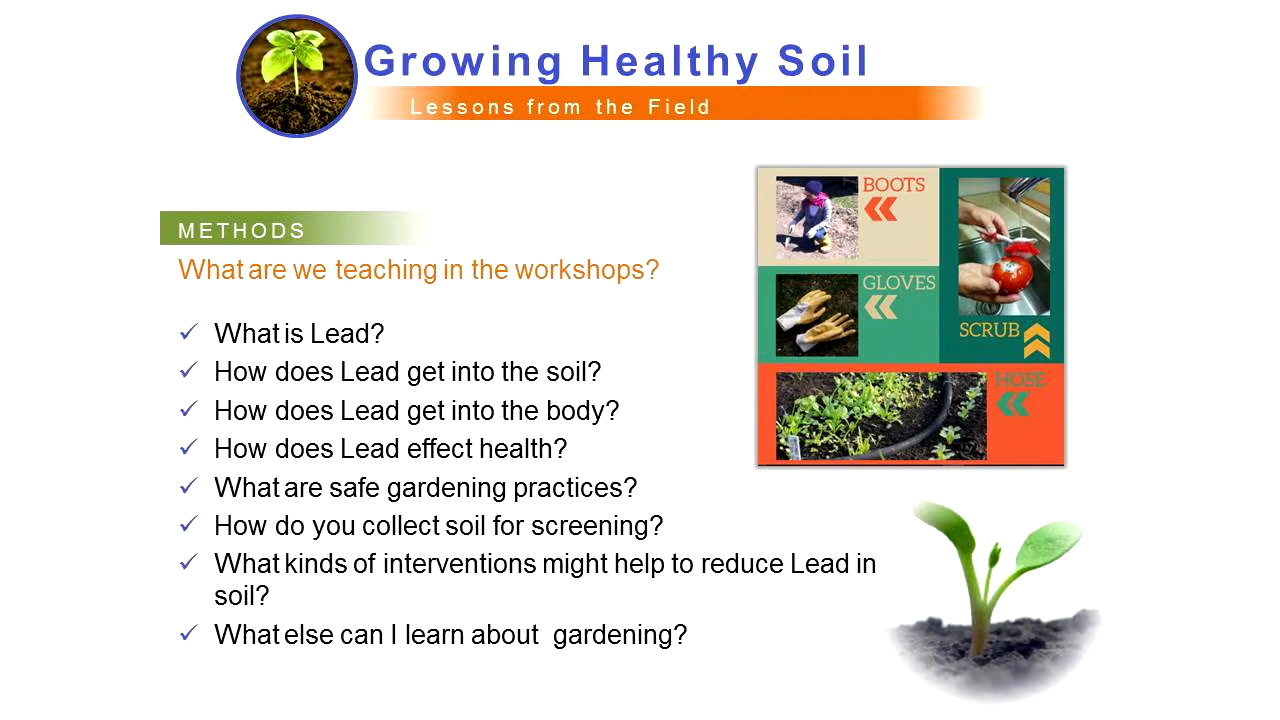 Growing Healthy Soil
Lessons from the Field
METHODS
What are we teaching in the workshops?
What is Lead?
How does Lead get into the soil?
How does Lead get into the body?
How does Lead effect health?
What are safe gardening practices?
How do you collect soil for screening?
What kinds of interventions might help to reduce Lead in
soil?
What else can I learn about  gardening?
BOOTS
GLOVES
SCRUB
HOSE